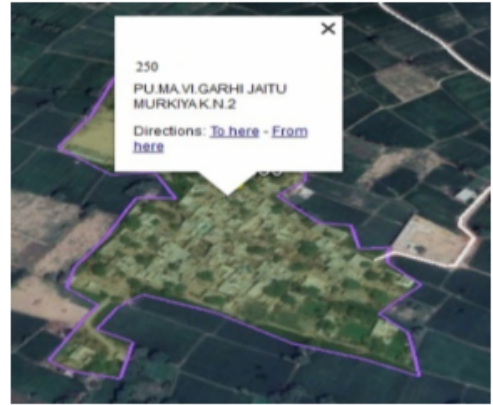 250
PU.MA.VI.GARHI JAITU
MURKIYA K.N.2
Directions: To here - From
here